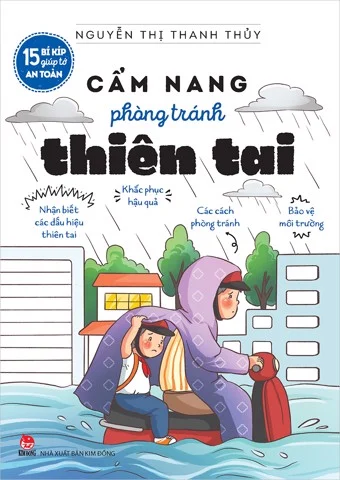 NGUYỄN THỊ THANH THỦY
15 BÍ KÍP
giúp tớ
AN TOÀN
CẨM NANG
phòng tránh
thiên tai
Nhận biết
các dấu hiệu
thiên tai
Khắc phục
hậu quả
Các cách
phòng tránh
Bảo vệ
môi trường
KIM ĐỒNG
NHÀ XUẤT BẢN KIM ĐỒNG